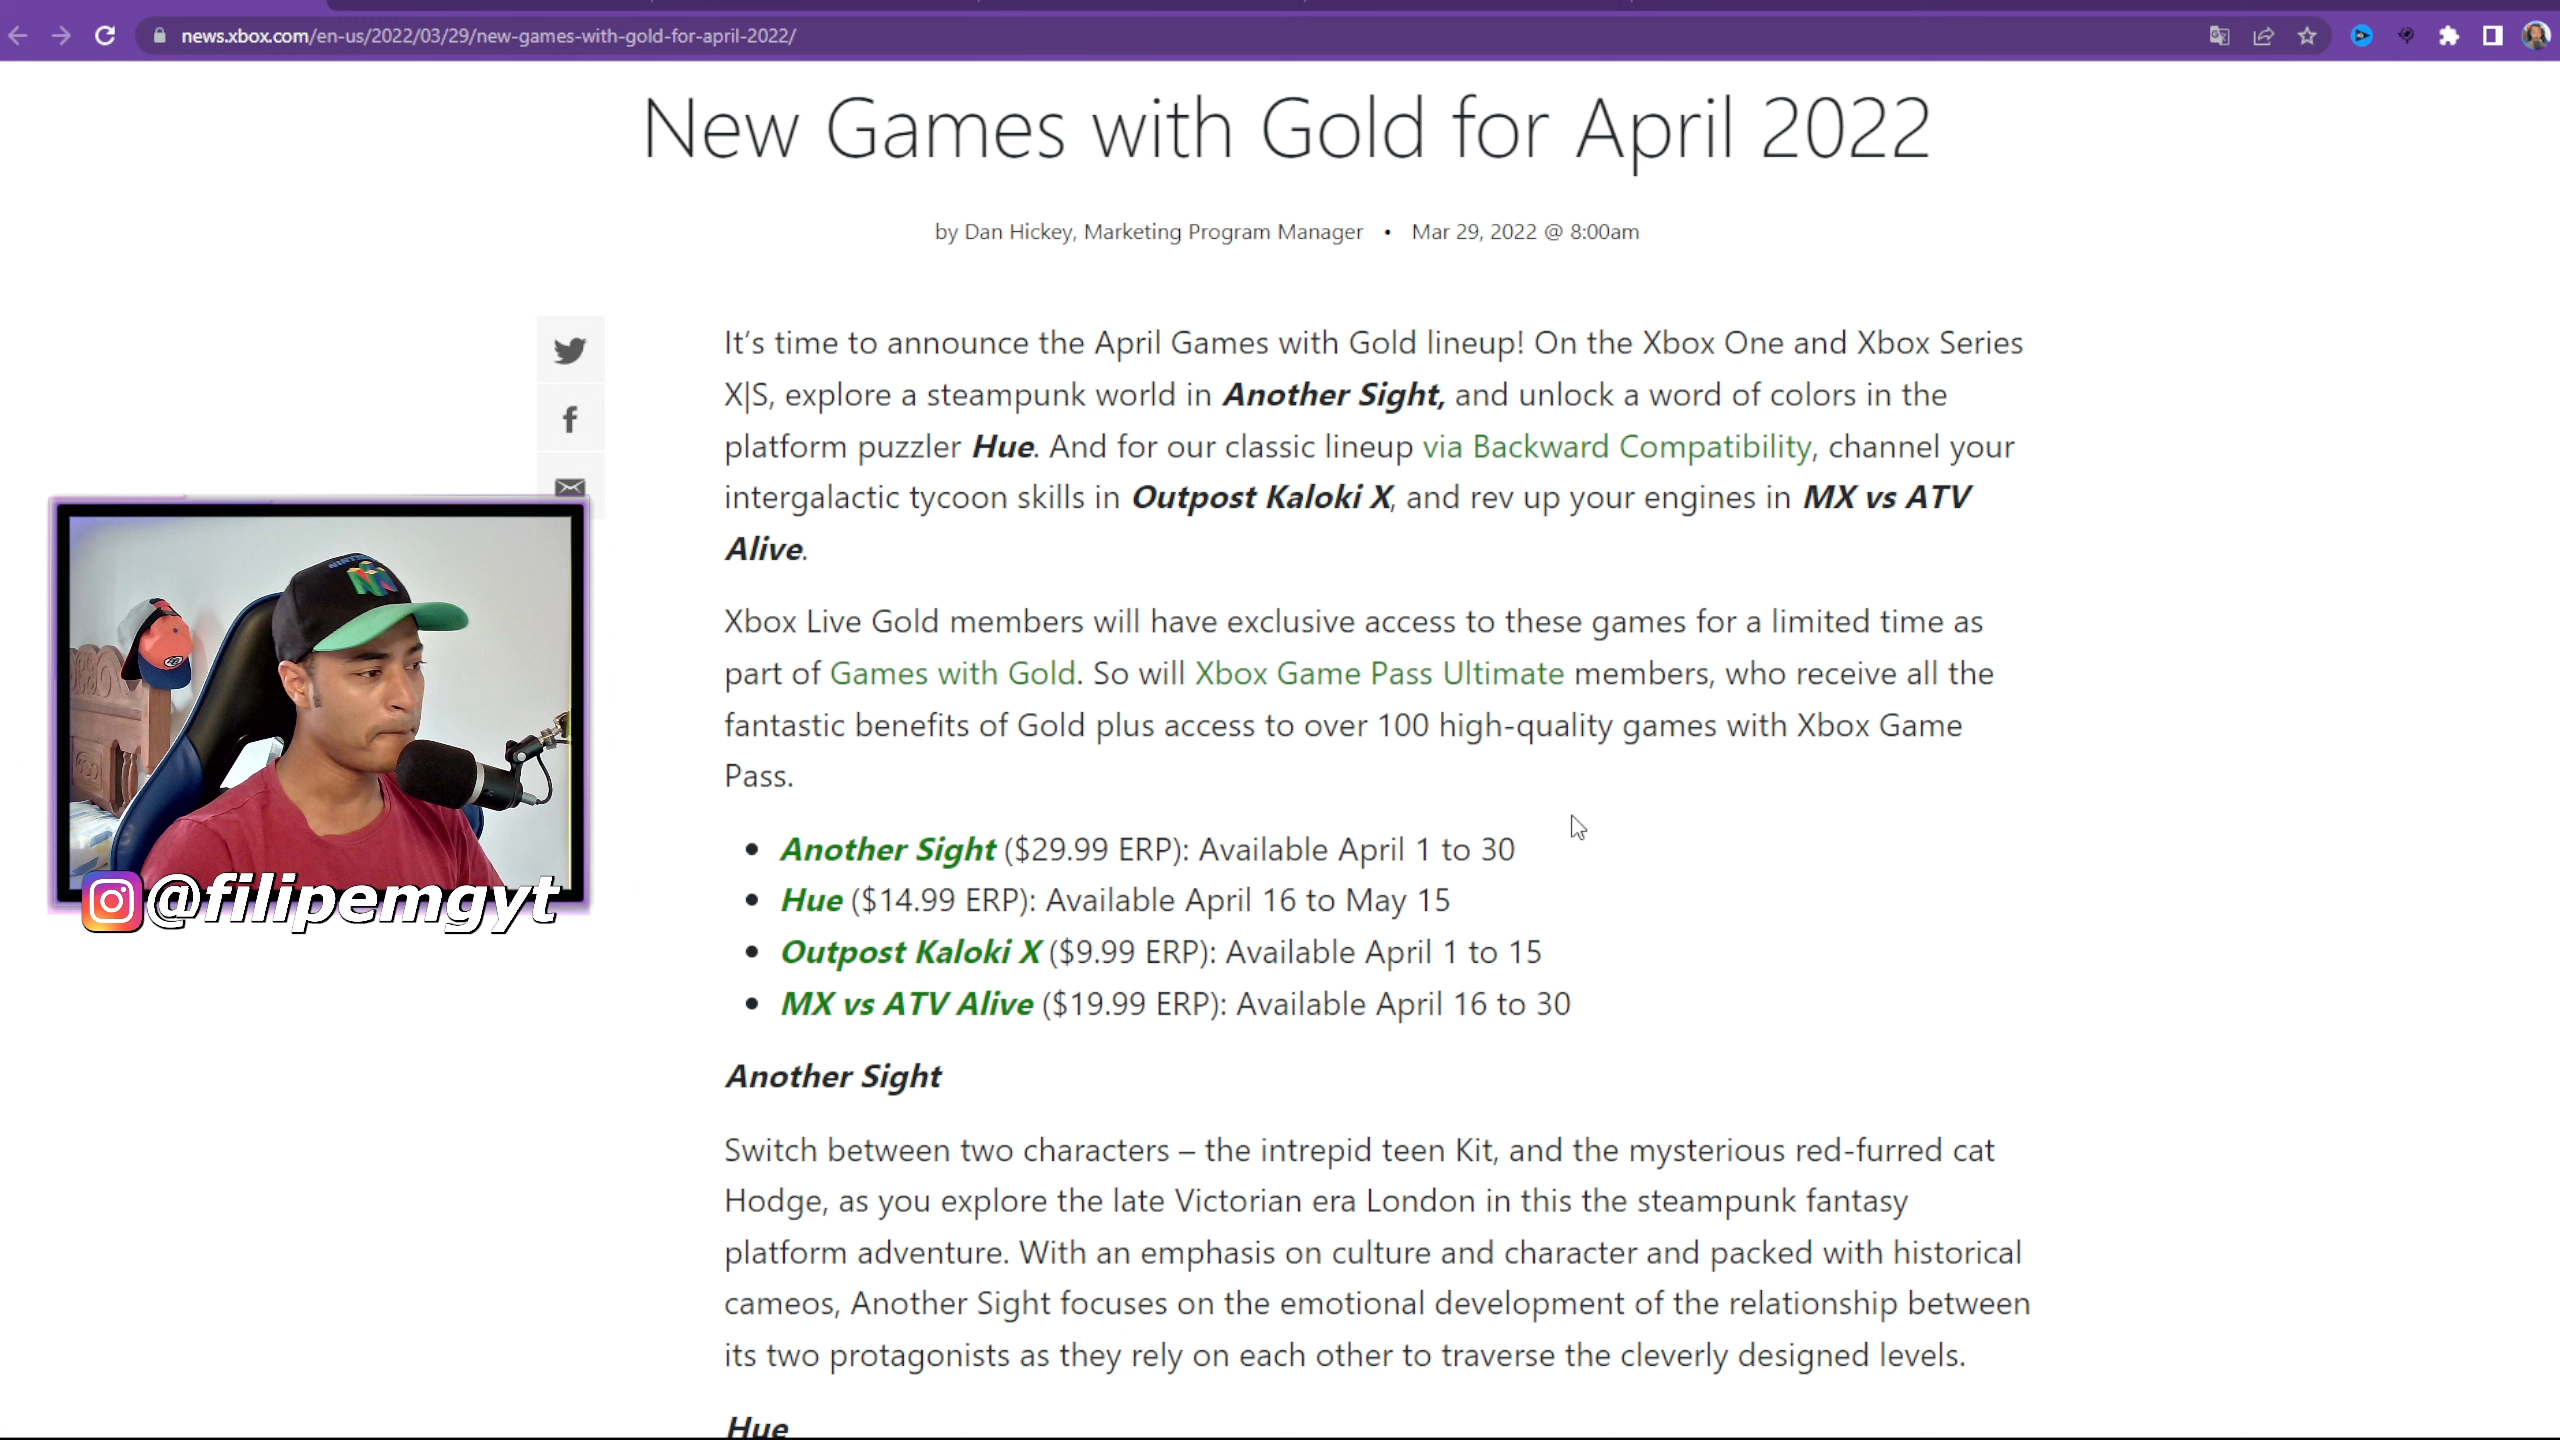 news.xbox.com/en-us/2022/03/29/new-games-with-gold-for-april-2022/
New Games with Gold for April 2022
by Dan Hickey, Marketing Program Manager • Mar 29, 2022 @ 8:00am
It's time to announce the April Games with Gold lineup! On the Xbox One and Xbox Series
X|S, explore a steampunk world in Another Sight, and unlock a word of colors in the
platform puzzler Hue. And for our classic lineup via Backward Compatibility, channel your
intergalactic tycoon skills in Outpost Kaloki X, and rev up your engines in MX vs ATV
Alive.
Xbox Live Gold members will have exclusive access to these games for a limited time as
part of Games with Gold. So will Xbox Game Pass Ultimate members, who receive all the
fantastic benefits of Gold plus access to over 100 high-quality games with Xbox Game
Pass.
• Another Sight ($29.99 ERP): Available April 1 to 30
• Hue ($14.99 ERP): Available April 16 to May 15
• Outpost Kaloki X ($9.99 ERP): Available April 1 to 15
• MX vs ATV Alive ($19.99 ERP): Available April 16 to 30
@filipemgyt
Another Sight
Switch between two characters – the intrepid teen Kit, and the mysterious red-furred cat
Hodge, as you explore the late Victorian era London in this the steampunk fantasy
platform adventure. With an emphasis on culture and character and packed with historical
cameos, Another Sight focuses on the emotional development of the relationship between
its two protagonists as they rely on each other to traverse the cleverly designed levels.
Hue